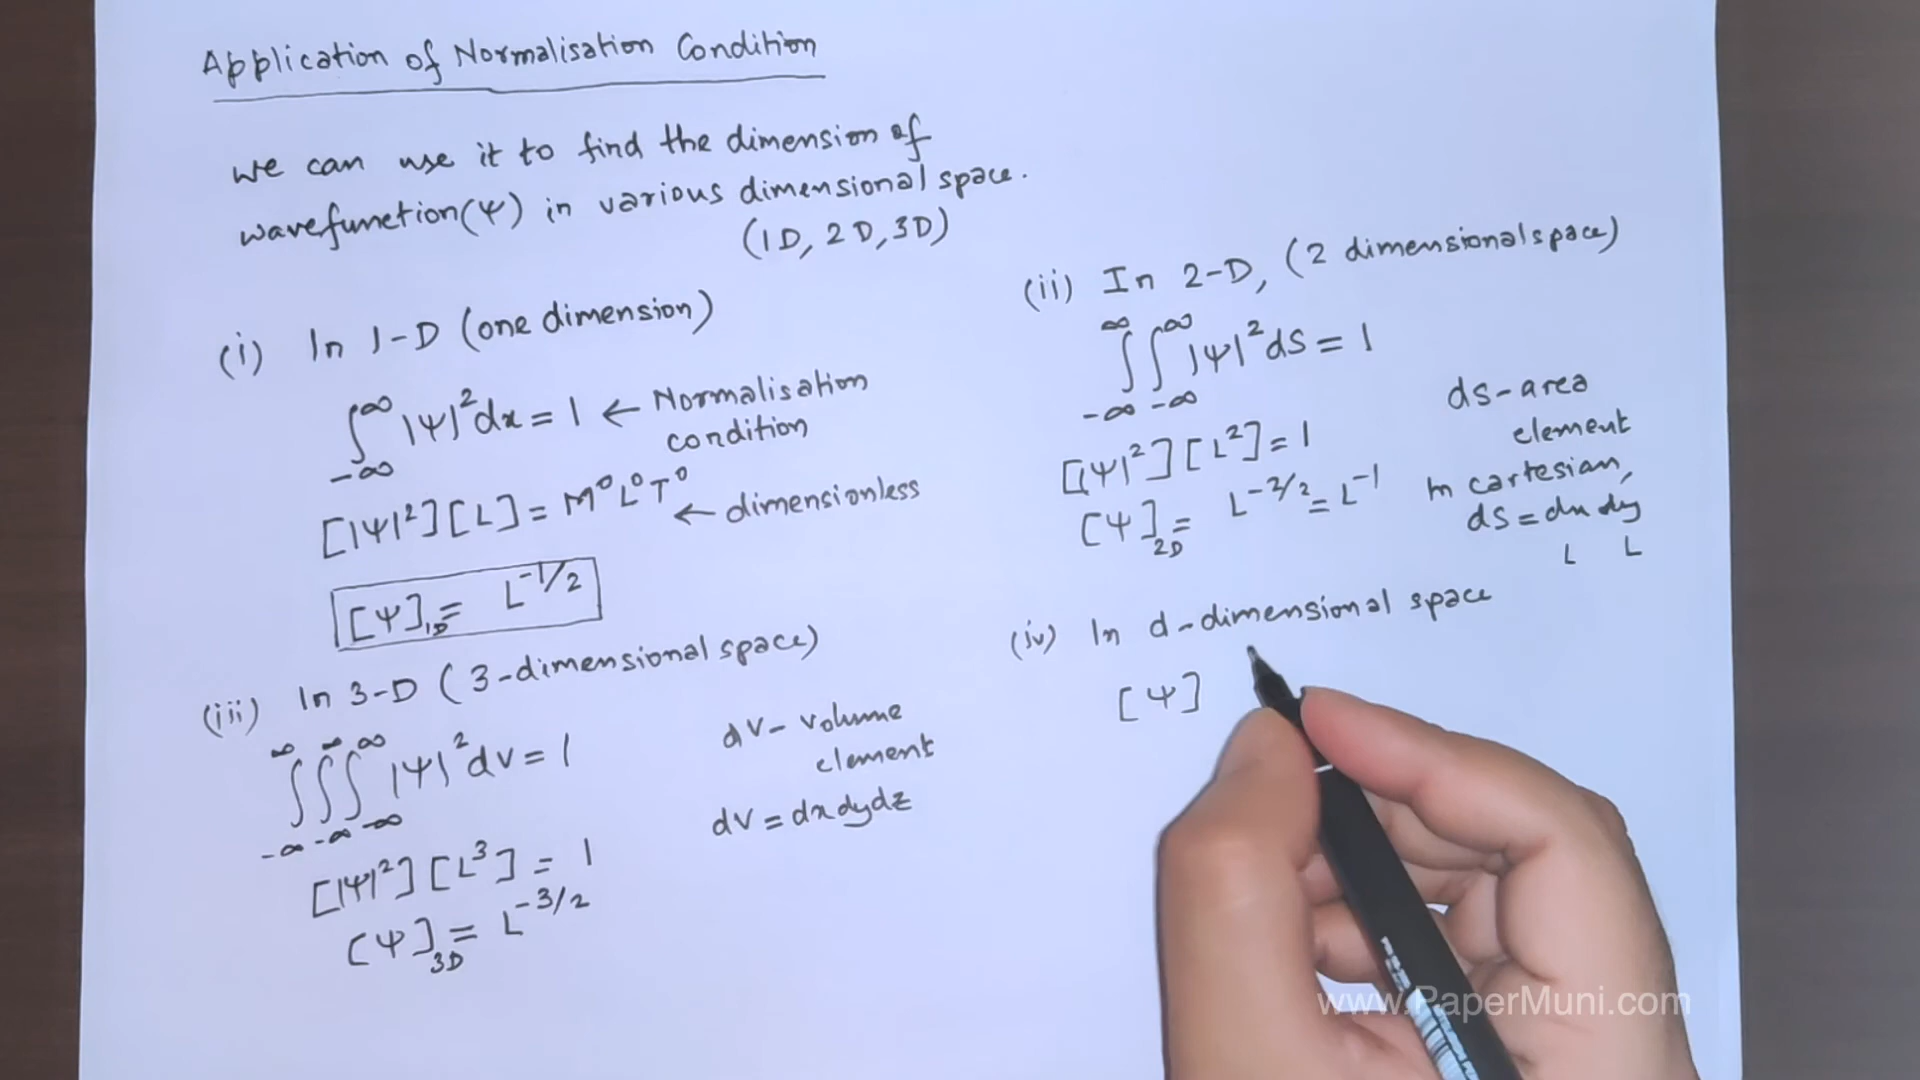 Application of Normalisation Condition
We can use it to find the dimension of
wavefunction(Ψ) in various dimensional space.
(1D, 2D, 3D)
(i) In 1-D (one dimension)
∫_{-∞}^{∞} |Ψ|² dx = 1 ← Normalisation
condition
[|Ψ|²] [L] = M⁰L⁰T⁰
← dimensionless
[Ψ]_{1D} = L^{-1/2}
(ii) In 2-D, (2 dimensional space)
∫_{-∞}^{∞} ∫_{-∞}^{∞} |Ψ|² ds = 1
ds - area
element
[|Ψ|²] [L²] = 1
In cartesian,
[Ψ]_{2D} = L^{-2/2} = L^{-1}
ds = dx dy
L L
(iii) In 3-D (3-dimensional space)
∫_{-∞}^{∞} ∫_{-∞}^{∞} ∫_{-∞}^{∞} |Ψ|² dv = 1
dV - volume
element
dV = dxdydz
[|Ψ|²] [L³] = 1
[Ψ]_{3D} = L^{-3/2}
(iv) In d-dimensional space
[Ψ]
www.PaperMuni.com